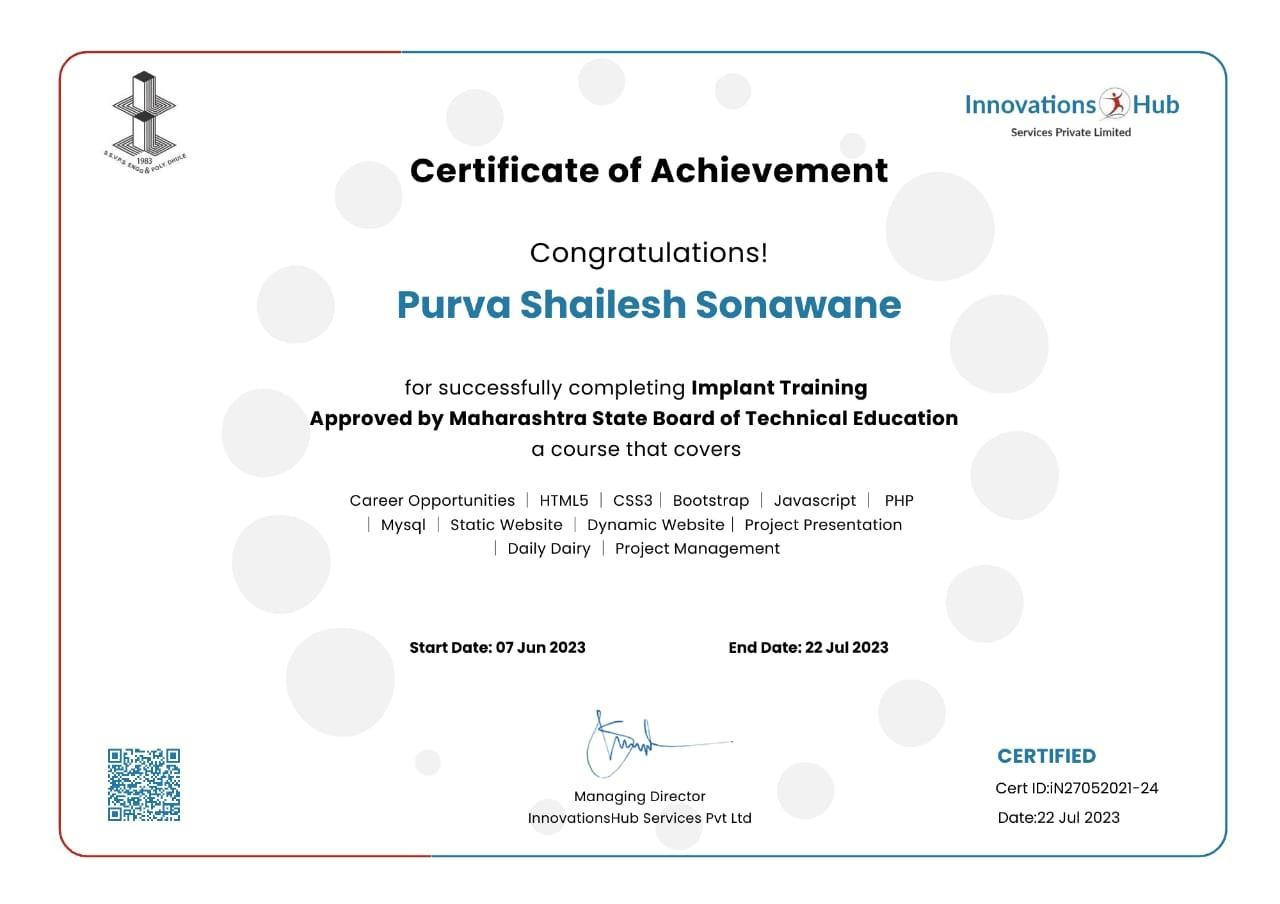 1983
S.S.V.P.S. ENGG & POLY. DHULE
Innovations Hub
Services Private Limited
Certificate of Achievement
Congratulations!
Purva Shailesh Sonawane
for successfully completing Implant Training
Approved by Maharashtra State Board of Technical Education
a course that covers
Career Opportunities | HTML5 | CSS3 | Bootstrap | Javascript | PHP
| Mysql | Static Website | Dynamic Website | Project Presentation
| Daily Dairy | Project Management
Start Date: 07 Jun 2023 End Date: 22 Jul 2023
Managing Director
InnovationsHub Services Pvt Ltd
CERTIFIED
Cert ID:iN27052021-24
Date:22 Jul 2023